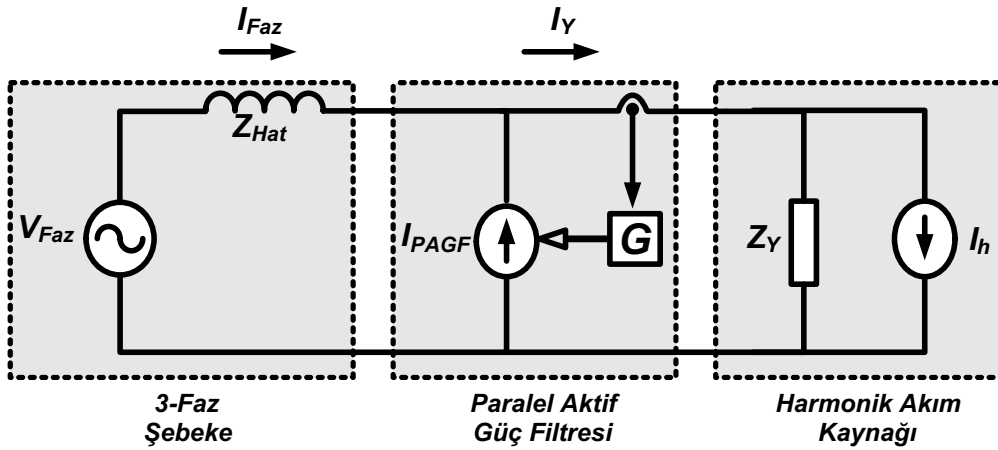 I_Faz
I_Y
Z_Hat
V_Faz
I_PAGF
G
Z_Y
I_h
3-Faz
Şebeke
Paralel Aktif
Güç Filtresi
Harmonik Akım
Kaynağı